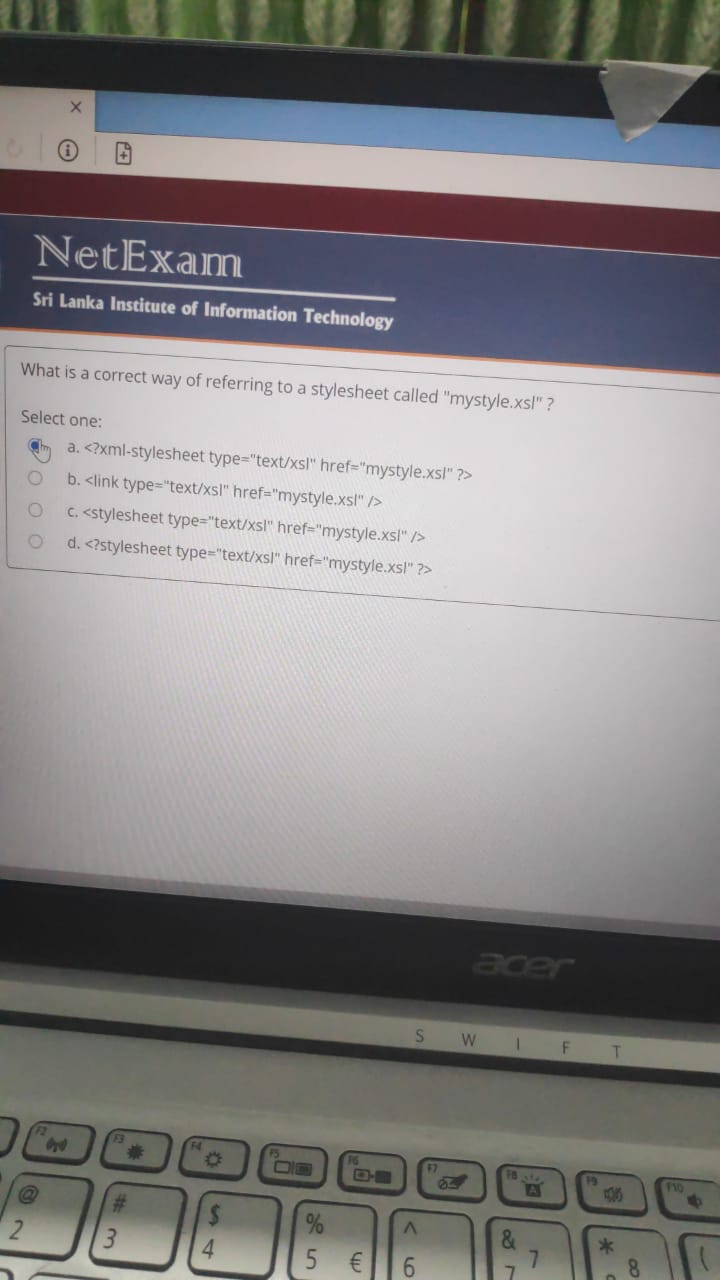 NetExam
Sri Lanka Institute of Information Technology
What is a correct way of referring to a stylesheet called "mystyle.xsl" ?
Select one:
a. <?xml-stylesheet type="text/xsl" href="mystyle.xsl" ?>
b. <link type="text/xsl" href="mystyle.xsl" />
c. <stylesheet type="text/xsl" href="mystyle.xsl" />
d. <?stylesheet type="text/xsl" href="mystyle.xsl" ?>
acer
SWIFT
F2 F3 F4 F5 F6 F7 F8 F9 F10
@ # $ % ^ & * (
2 3 4 5 € 6 7 7 8